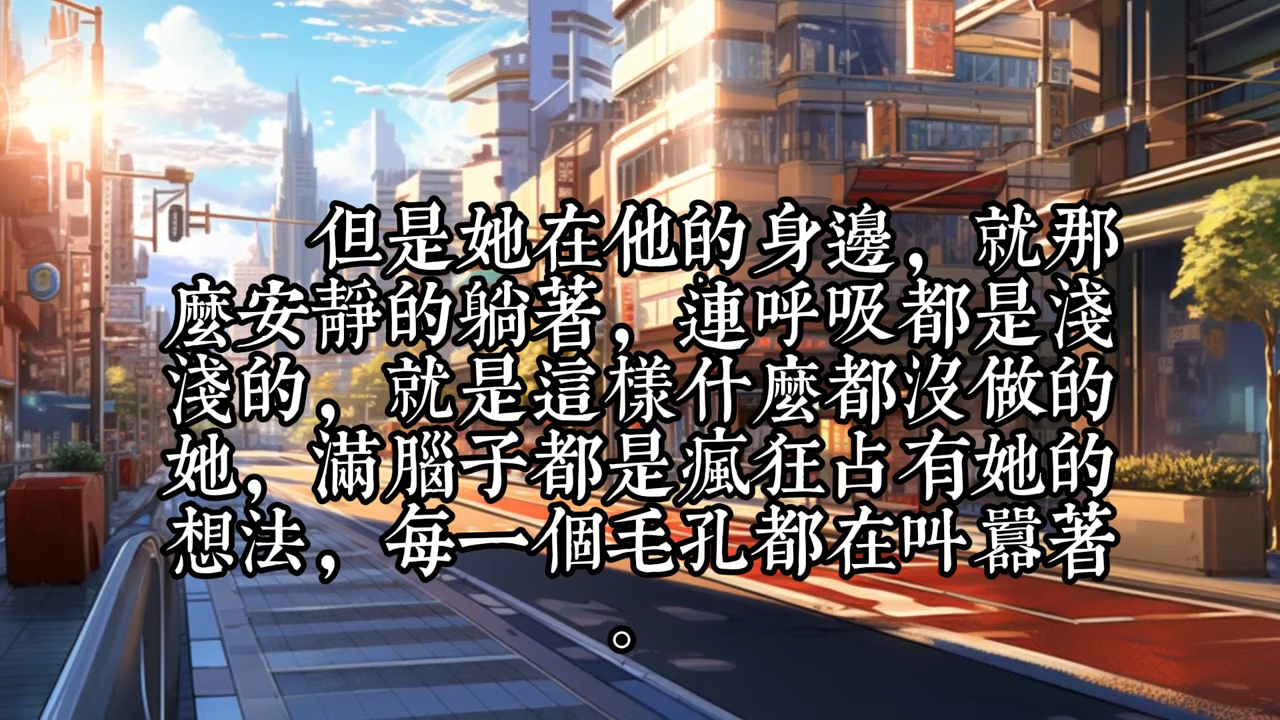 但是她在他的身邊，就那
麼安靜的躺著，連呼吸都是淺
淺的，就是這樣什麼都沒做的
她，滿腦子都是瘋狂占有她的
想法，每一個毛孔都在叫囂著
。